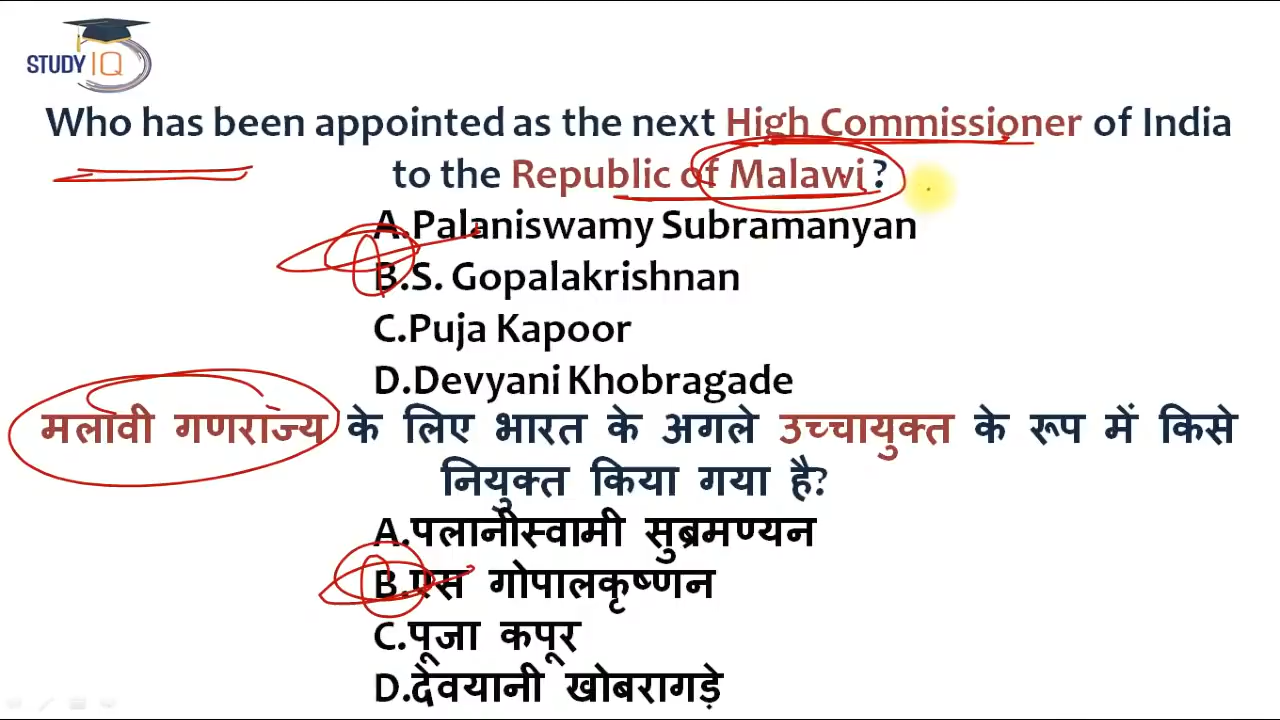 STUDY IQ
Who has been appointed as the next High Commissioner of India
to the Republic of Malawi?
A.Palaniswamy Subramanyan
B.S. Gopalakrishnan
C.Puja Kapoor
D.Devyani Khobragade
मलावी गणराज्य के लिए भारत के अगले उच्चायुक्त के रूप में किसे
नियुक्त किया गया है?
A.पलानीस्वामी सुब्रमण्यन
B.एस गोपालकृष्णन
C.पूजा कपूर
D.देवयानी खोबरागड़े